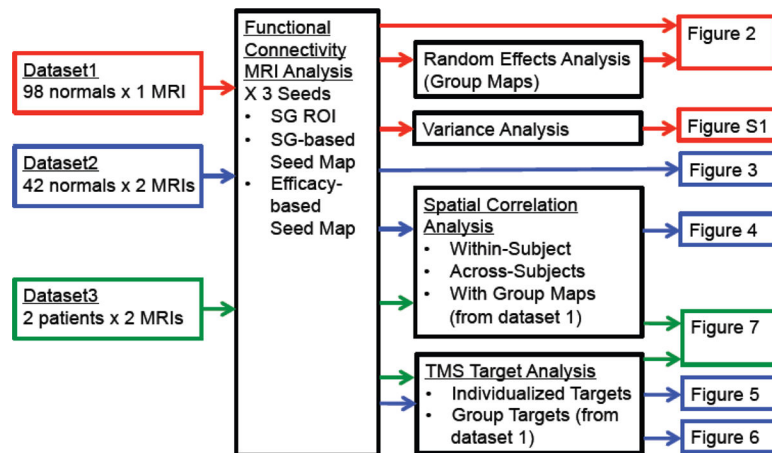 Dataset1
98 normals x 1 MRI
Dataset2
42 normals x 2 MRIs
Dataset3
2 patients x 2 MRIs
Functional
Connectivity
MRI Analysis
X 3 Seeds
• SG ROI
• SG-based
Seed Map
• Efficacy-
based
Seed Map
Random Effects Analysis
(Group Maps)
Variance Analysis
Spatial Correlation
Analysis
• Within-Subject
• Across-Subjects
• With Group Maps
(from dataset 1)
TMS Target Analysis
• Individualized Targets
• Group Targets (from
dataset 1)
Figure 2
Figure S1
Figure 3
Figure 4
Figure 7
Figure 5
Figure 6